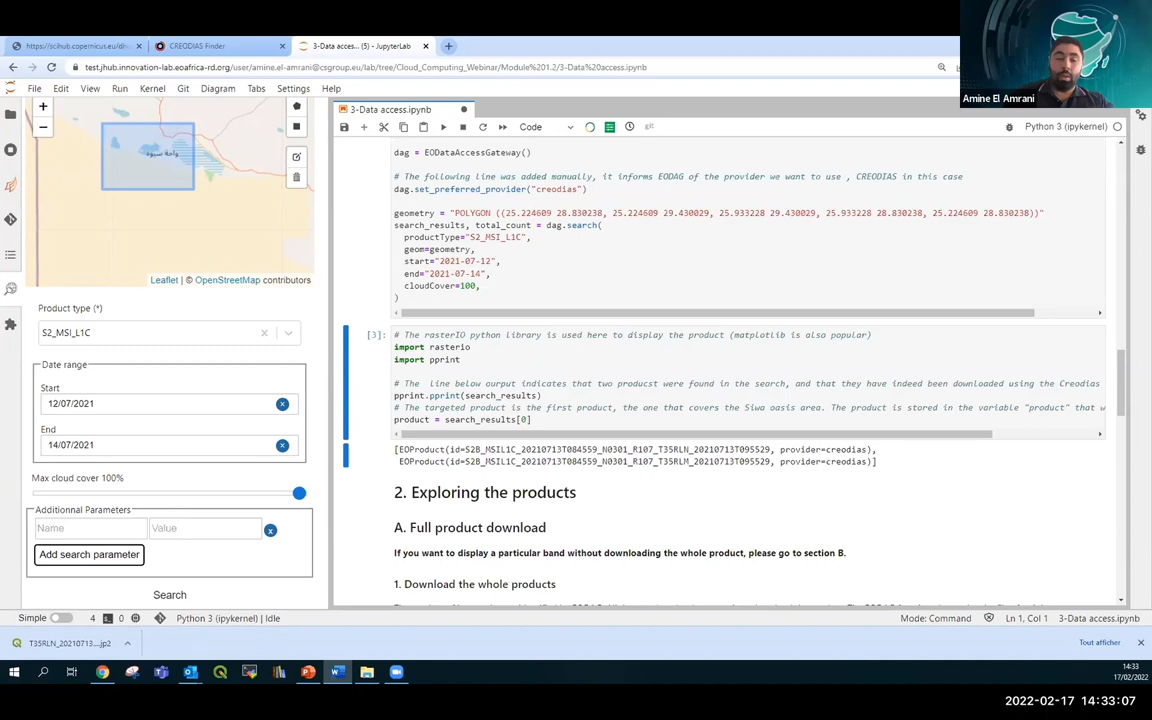 https://scihub.copernicus.eu/dh
CREODIAS Finder
3-Data acces... (5) - JupyterLab
test.jhub.innovation-lab.eoafrica-rd.org/user/amine.el-amrani@csgroup.eu/lab/tree/Cloud_Computing_Webinar/Module%201.2/3-Data%20access.ipynb
Amine El Amrani
File Edit View Run Kernel Git Diagram Tabs Settings Help
3-Data access.ipynb
Code
git
Python 3 (ipykernel)
+
−
واحة سيوة
Leaflet | © OpenStreetMap contributors
Product type (*)
S2_MSI_L1C
Date range
Start
12/07/2021
End
14/07/2021
Max cloud cover 100%
Additionnal Parameters
Name Value
Add search parameter
Search
dag = EODataAccessGateway()
# The following line was added manually, it informs EODAG of the provider we want to use , CREODIAS in this case
dag.set_preferred_provider("creodias")
geometry = "POLYGON ((25.224609 28.830238, 25.224609 29.430029, 25.933228 29.430029, 25.933228 28.830238, 25.224609 28.830238))"
search_results, total_count = dag.search(
productType="S2_MSI_L1C",
geom=geometry,
start="2021-07-12",
end="2021-07-14",
cloudCover=100,
)
[3]:
# The rasterIO python library is used here to display the product (matplotlib is also popular)
import rasterio
import pprint
# The  line below ourput indicates that two producst were found in the search, and that they have indeed been downloaded using the Creodias
pprint.pprint(search_results)
# The targeted product is the first product, the one that covers the Siwa oasis area. The product is stored in the variable "product" that w
product = search_results[0]
[EOProduct(id=S2B_MSIL1C_20210713T084559_N0301_R107_T35RLN_20210713T095529, provider=creodias),
EOProduct(id=S2B_MSIL1C_20210713T084559_N0301_R107_T35RLM_20210713T095529, provider=creodias)]
2. Exploring the products
A. Full product download
If you want to display a particular band without downloading the whole product, please go to section B.
1. Download the whole products
Simple 4 0 Python 3 (ipykernel) | Idle
Mode: Command Ln 1, Col 1 3-Data access.ipynb
T35RLN_20210713....jp2
Tout afficher
14:33
17/02/2022
2022-02-17 14:33:07